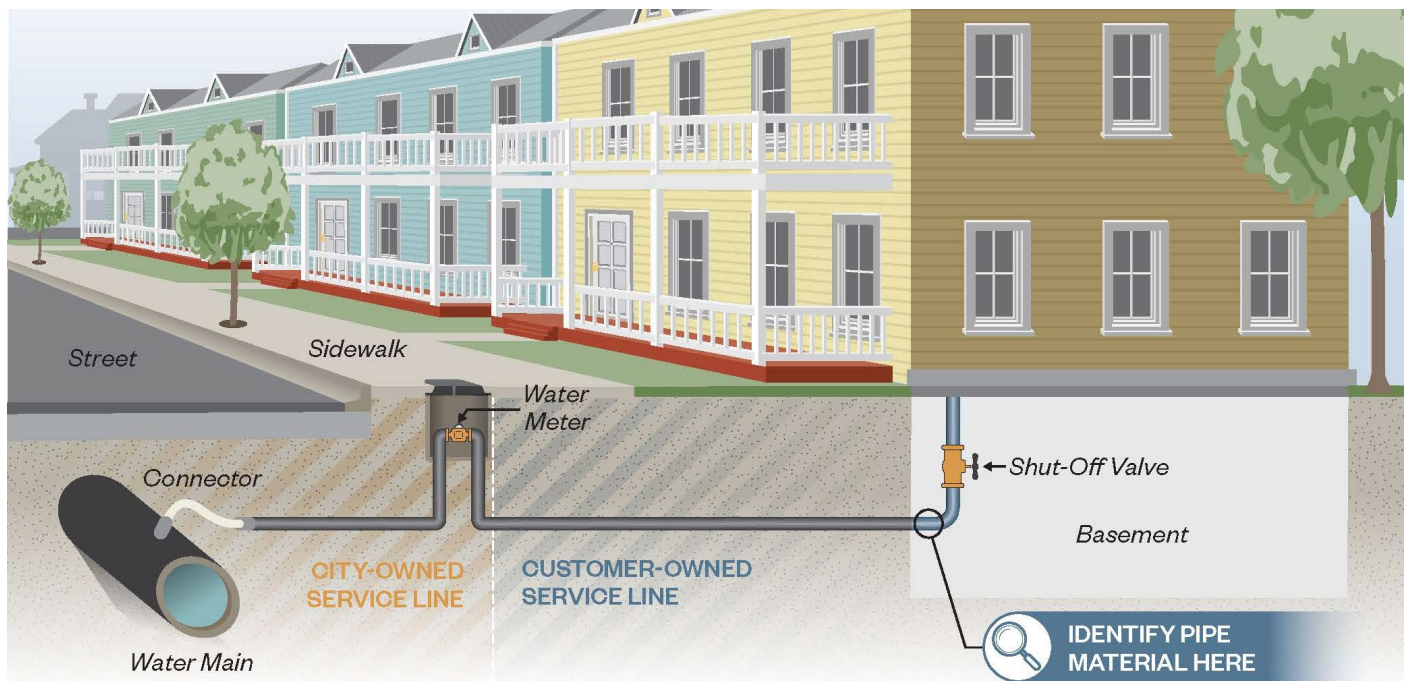 Street
Sidewalk
Water
Meter
Connector
Shut-Off Valve
Basement
CITY-OWNED
SERVICE LINE
CUSTOMER-OWNED
SERVICE LINE
Water Main
IDENTIFY PIPE
MATERIAL HERE